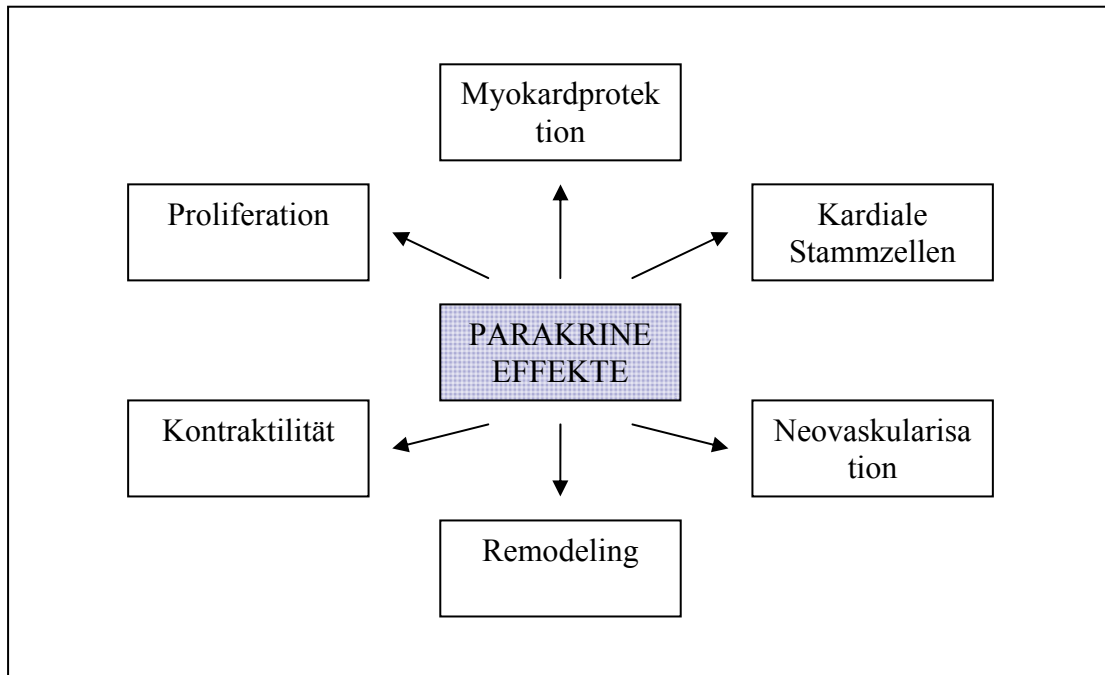 Myokardprotek
tion
Proliferation
Kardiale
Stammzellen
PARAKRINE
EFFEKTE
Kontraktilität
Neovaskularisa
tion
Remodeling